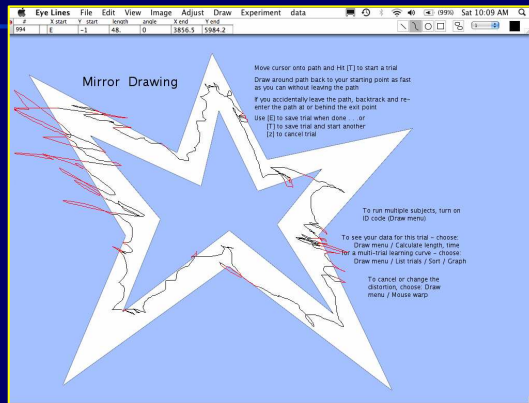 Eye Lines File Edit View Image Adjust Draw Experiment data (99%) Sat 10:09 AM
# X start Y start length angle X end Y end
994 E -1 48. 0 3856.5 5984.2
Mirror Drawing
Move cursor onto path and Hit [T] to start a trial
Draw around path back to your starting point as fast
as you can without leaving the path
If you accidentally leave the path, backtrack and re-
enter the path at or behind the exit point
Use [E] to save trial when done . . .or
[T] to save trial and start another
[z] to cancel trial
To run multiple subjects, turn on
ID code (Draw menu)
To see your data for this trial - choose:
Draw menu / Calculate length, time
for a multi-trial learning curve - choose:
Draw menu / List trials / Sort / Graph
To cancel or change the
distortion, choose: Draw
menu / Mouse warp